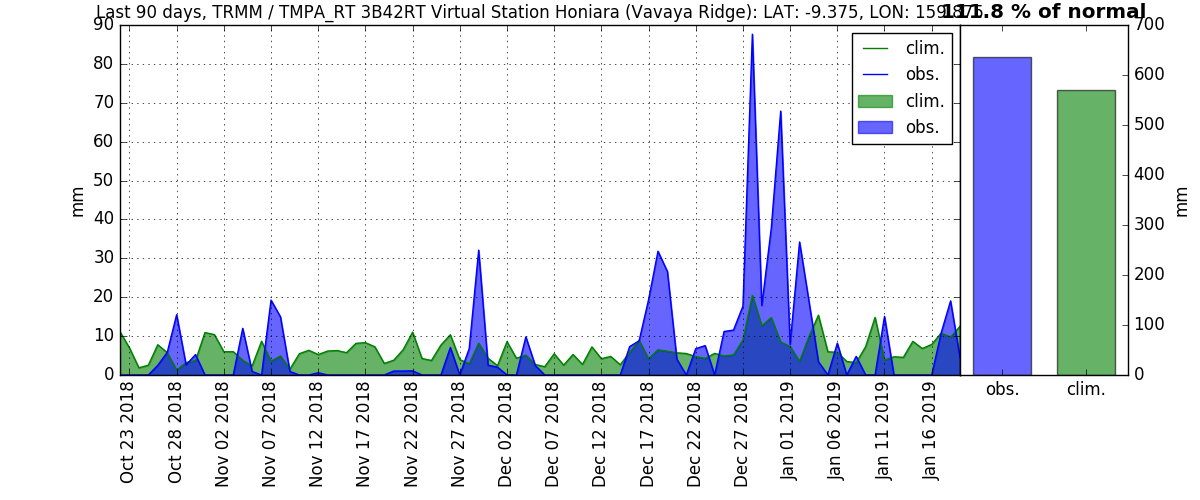 Last 90 days, TRMM / TMPA_RT 3B42RT Virtual Station Honiara (Vavaya Ridge): LAT: -9.375, LON: 159.875
111.8 % of normal
90
80
70
60
50
40
30
20
10
0
mm
clim.
obs.
clim.
obs.
Oct 23 2018
Oct 28 2018
Nov 02 2018
Nov 07 2018
Nov 12 2018
Nov 17 2018
Nov 22 2018
Nov 27 2018
Dec 02 2018
Dec 07 2018
Dec 12 2018
Dec 17 2018
Dec 22 2018
Dec 27 2018
Jan 01 2019
Jan 06 2019
Jan 11 2019
Jan 16 2019
700
600
500
400
300
200
100
0
mm
obs.
clim.